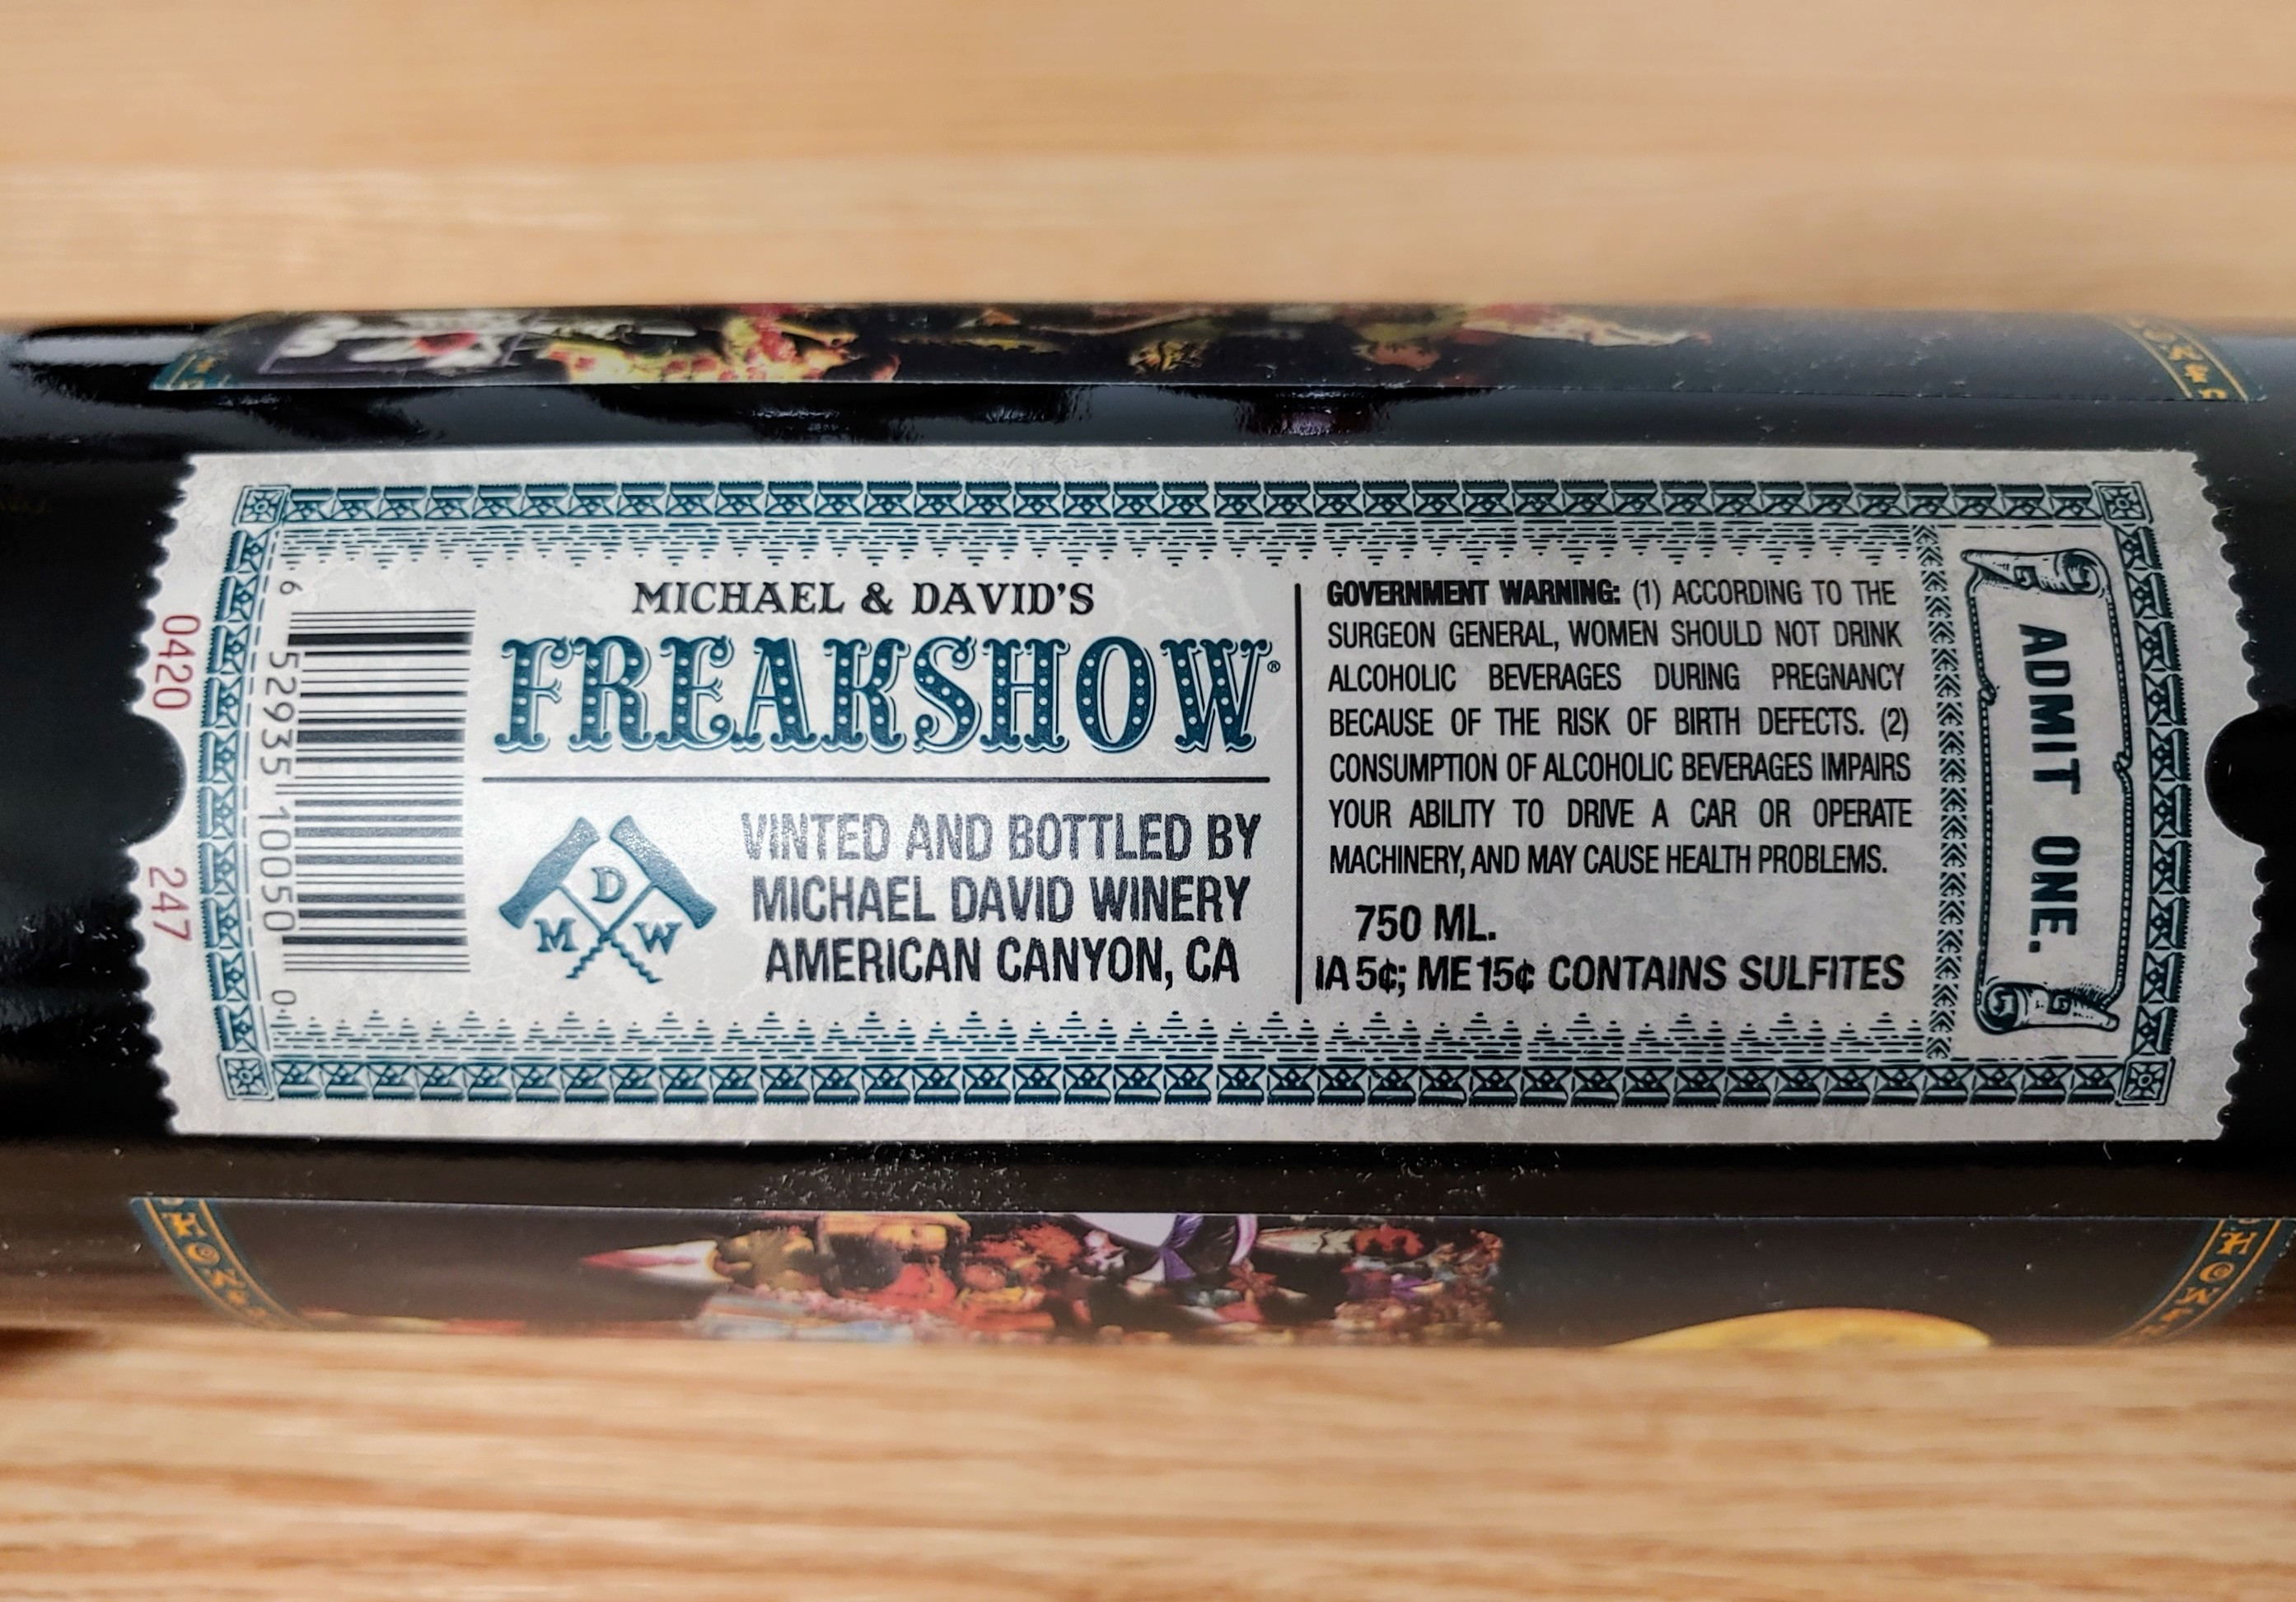 0420
247
6 52935 10050 0
MICHAEL & DAVID'S
FREAKSHOW®
D
M W
VINTED AND BOTTLED BY
MICHAEL DAVID WINERY
AMERICAN CANYON, CA
GOVERNMENT WARNING: (1) ACCORDING TO THE
SURGEON GENERAL, WOMEN SHOULD NOT DRINK
ALCOHOLIC BEVERAGES DURING PREGNANCY
BECAUSE OF THE RISK OF BIRTH DEFECTS. (2)
CONSUMPTION OF ALCOHOLIC BEVERAGES IMPAIRS
YOUR ABILITY TO DRIVE A CAR OR OPERATE
MACHINERY, AND MAY CAUSE HEALTH PROBLEMS.
750 ML.
IA 5¢; ME 15¢ CONTAINS SULFITES
ADMIT ONE.